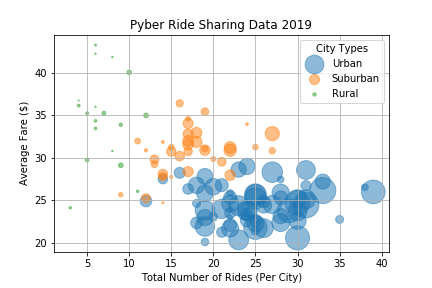 Pyber Ride Sharing Data 2019
City Types
Urban
Suburban
Rural
Average Fare ($)
40
35
30
25
20
5 10 15 20 25 30 35 40
Total Number of Rides (Per City)